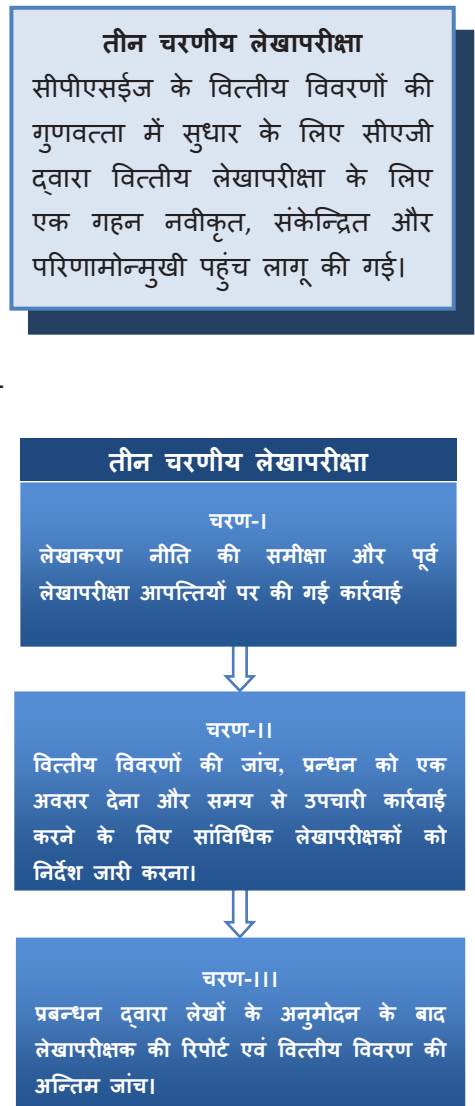 तीन चरणीय लेखापरीक्षा
सीपीएसईज के वित्तीय विवरणों की
गुणवत्ता में सुधार के लिए सीएजी
द्वारा वित्तीय लेखापरीक्षा के लिए
एक गहन नवीकृत, संकेन्द्रित और
परिणामोन्मुखी पहुंच लागू की गई।
तीन चरणीय लेखापरीक्षा
चरण-।
लेखाकरण नीति की समीक्षा और पूर्व
लेखापरीक्षा आपत्तियों पर की गई कार्रवाई
चरण-।।
वित्तीय विवरणों की जांच, प्रन्धन को एक
अवसर देना और समय से उपचारी कार्रवाई
करने के लिए सांविधिक लेखापरीक्षकों को
निर्देश जारी करना।
चरण-।।।
प्रबन्धन द्वारा लेखों के अनुमोदन के बाद
लेखापरीक्षक की रिपोर्ट एवं वित्तीय विवरण की
अन्तिम जांच।